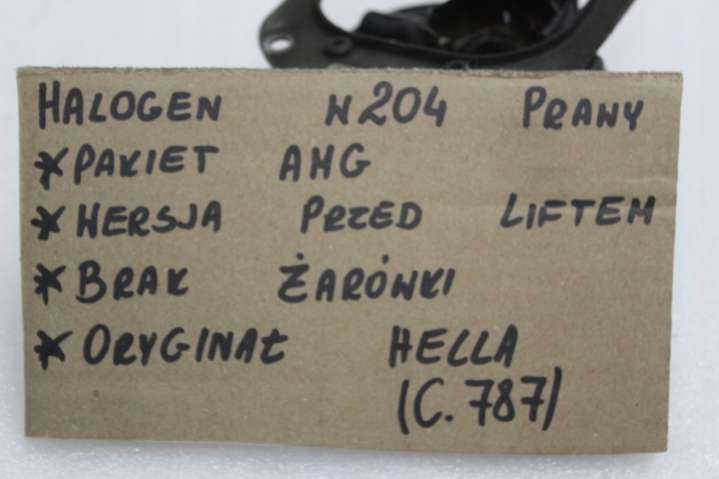 HALOGEN W204 PRAWY
*PAKIET AMG
*WERSJA PRZED LIFTEM
*BRAK ŻARÓWKI
*ORYGINAŁ HELLA
(C.787)